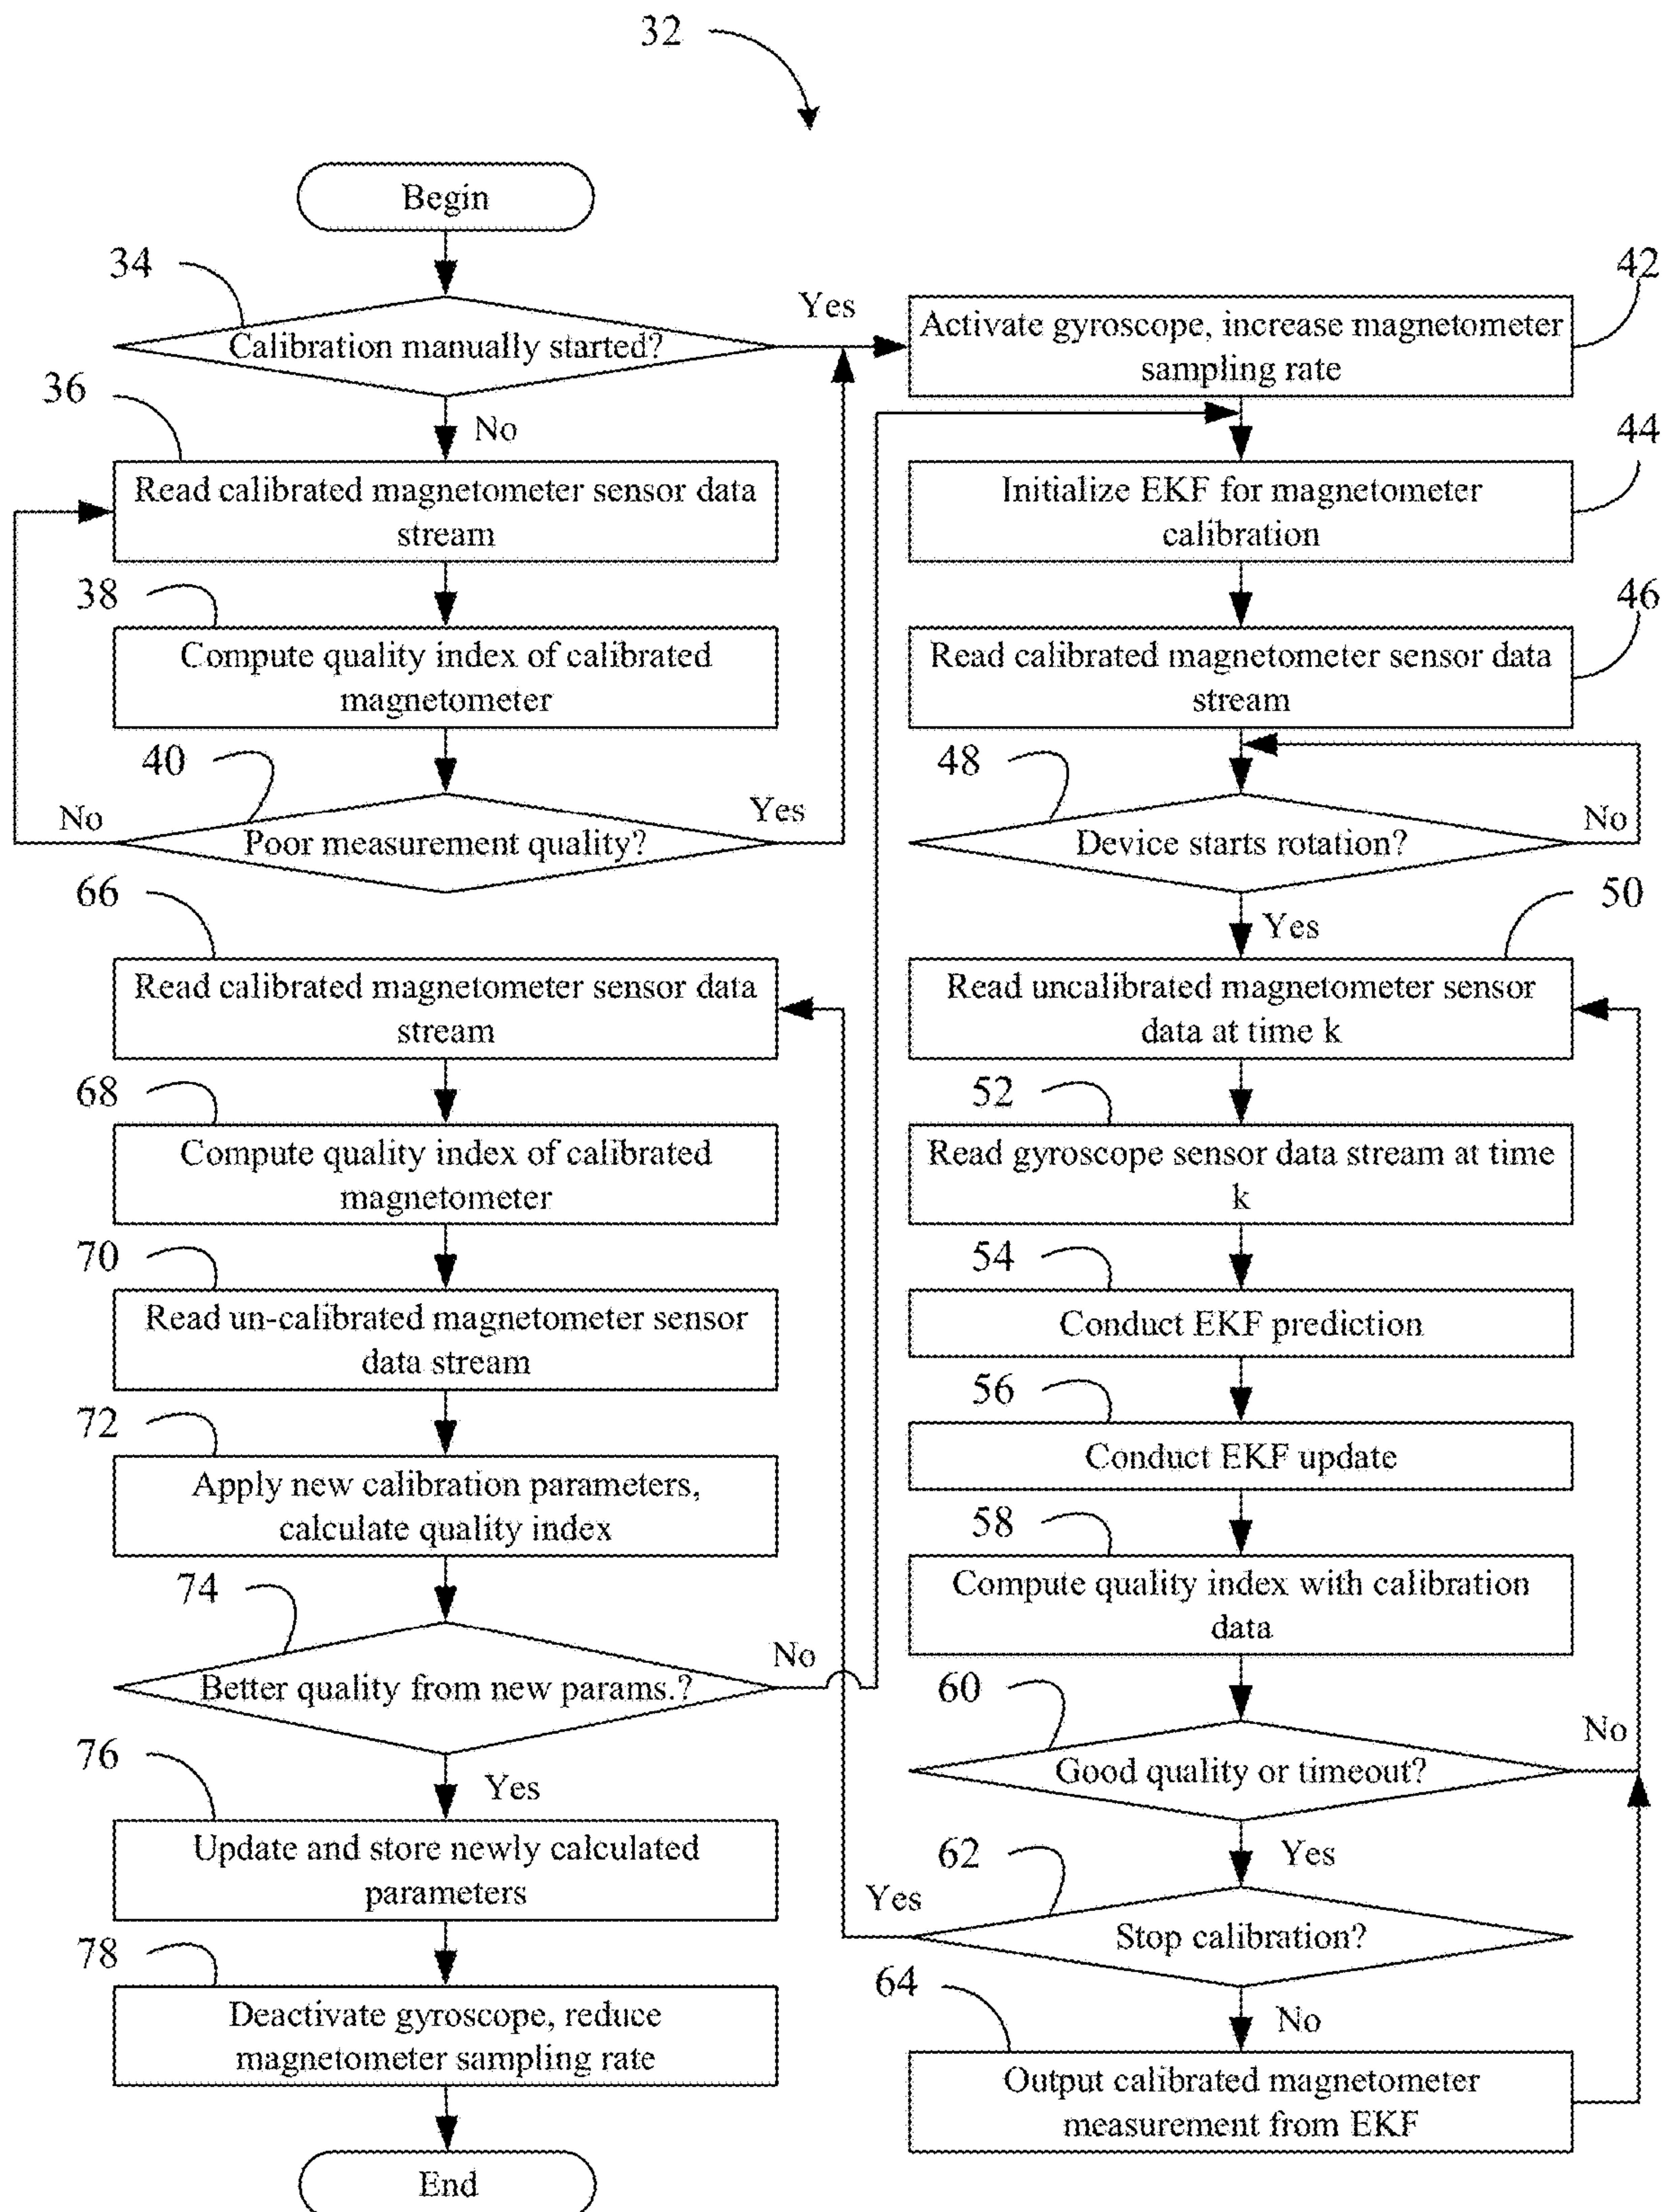 32
Begin
34
Calibration manually started?
Yes
No
36
Read calibrated magnetometer sensor data
stream
38
Compute quality index of calibrated
magnetometer
40
Poor measurement quality?
No
Yes
42
Activate gyroscope, increase magnetometer
sampling rate
44
Initialize EKF for magnetometer
calibration
46
Read calibrated magnetometer sensor data
stream
48
Device starts rotation?
No
Yes
50
Read uncalibrated magnetometer sensor
data at time k
52
Read gyroscope sensor data stream at time
k
54
Conduct EKF prediction
56
Conduct EKF update
58
Compute quality index with calibration
data
60
Good quality or timeout?
No
Yes
62
Stop calibration?
Yes
No
64
Output calibrated magnetometer
measurement from EKF
66
Read calibrated magnetometer sensor data
stream
68
Compute quality index of calibrated
magnetometer
70
Read un-calibrated magnetometer sensor
data stream
72
Apply new calibration parameters,
calculate quality index
74
Better quality from new params.?
No
Yes
76
Update and store newly calculated
parameters
78
Deactivate gyroscope, reduce
magnetometer sampling rate
End